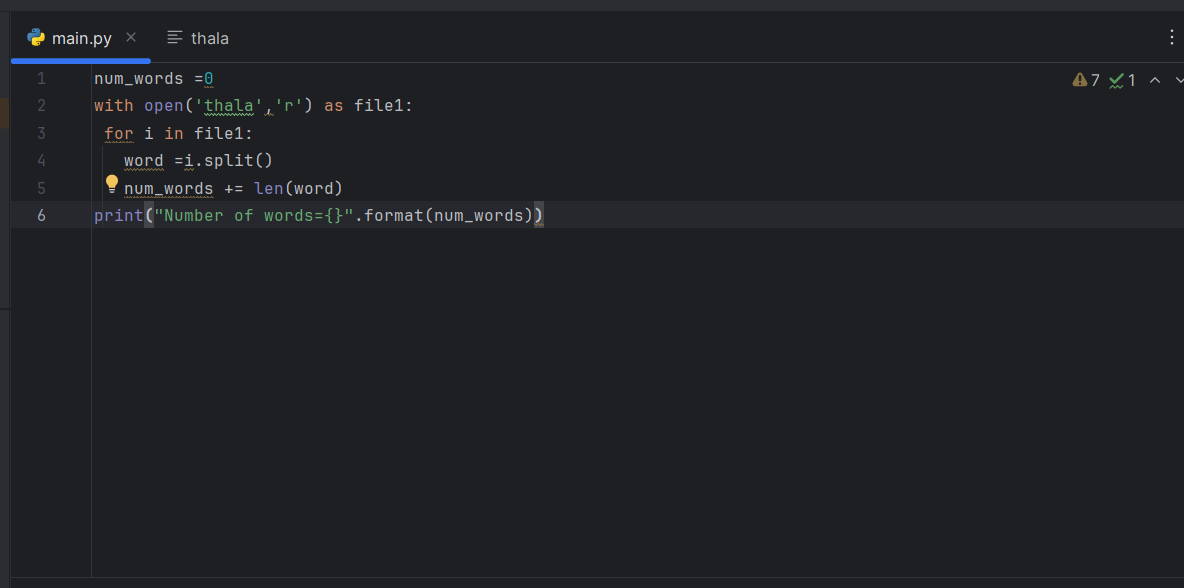 main.py thala
7 1
1 num_words =0
2 with open('thala','r') as file1:
3  for i in file1:
4    word =i.split()
5    num_words += len(word)
6 print("Number of words={}".format(num_words))